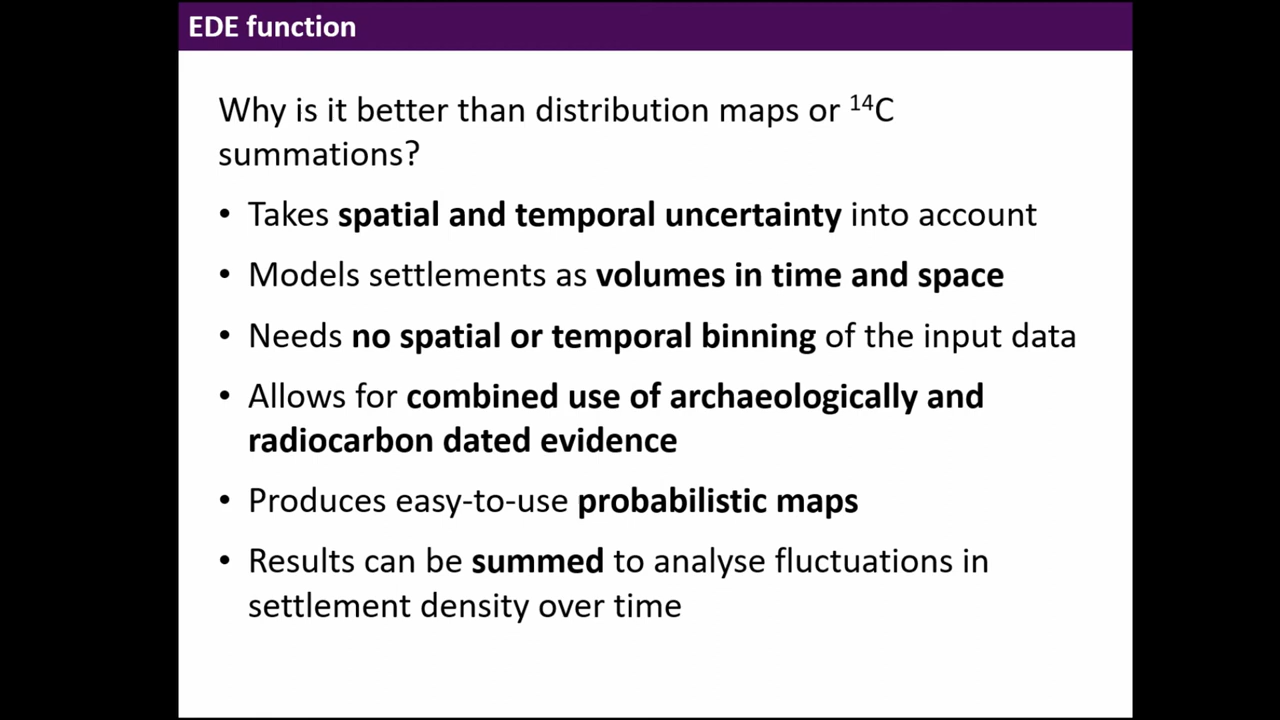 EDE function
Why is it better than distribution maps or ¹⁴C
summations?
• Takes spatial and temporal uncertainty into account
• Models settlements as volumes in time and space
• Needs no spatial or temporal binning of the input data
• Allows for combined use of archaeologically and
radiocarbon dated evidence
• Produces easy-to-use probabilistic maps
• Results can be summed to analyse fluctuations in
settlement density over time